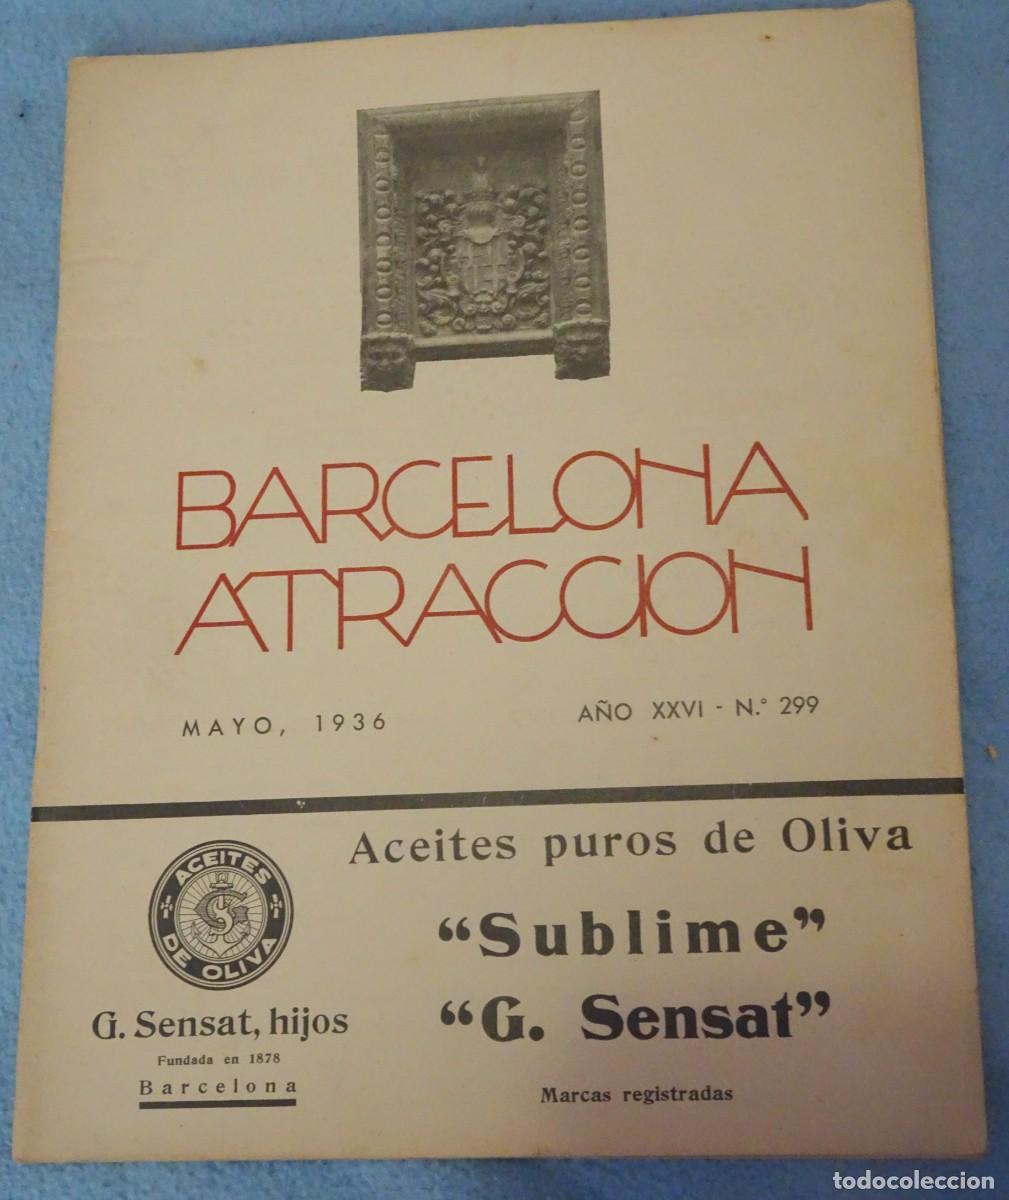 BARCELONA
ATRACCION
MAYO, 1936
AÑO XXVI - N.° 299
Aceites puros de Oliva
ACEITES
DE OLIVA
GS
"Sublime"
"G. Sensat"
G. Sensat, hijos
Fundada en 1878
Barcelona
Marcas registradas
todocoleccion